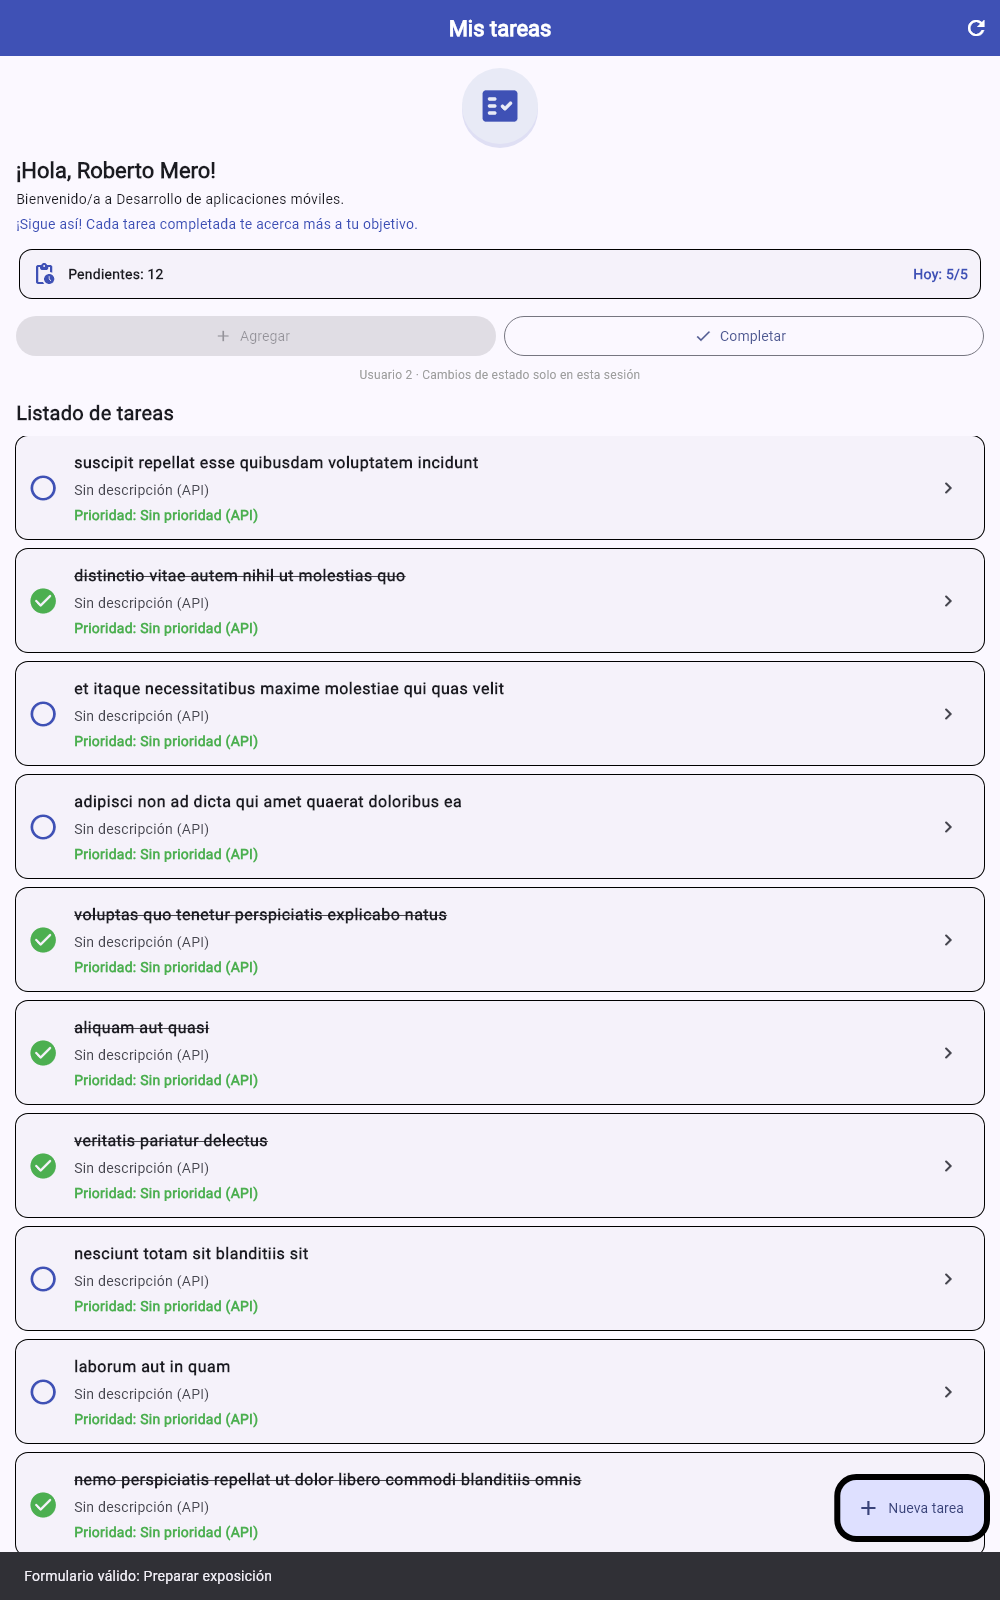 Mis tareas
¡Hola, Roberto Mero!
Bienvenido/a a Desarrollo de aplicaciones móviles.
¡Sigue así! Cada tarea completada te acerca más a tu objetivo.
Pendientes: 12
Hoy: 5/5
Agregar
Completar
Usuario 2 · Cambios de estado solo en esta sesión
Listado de tareas
suscipit repellat esse quibusdam voluptatem incidunt
Sin descripción (API)
Prioridad: Sin prioridad (API)
distinctio vitae autem nihil ut molestias quo
Sin descripción (API)
Prioridad: Sin prioridad (API)
et itaque necessitatibus maxime molestiae qui quas velit
Sin descripción (API)
Prioridad: Sin prioridad (API)
adipisci non ad dicta qui amet quaerat doloribus ea
Sin descripción (API)
Prioridad: Sin prioridad (API)
voluptas quo tenetur perspiciatis explicabo natus
Sin descripción (API)
Prioridad: Sin prioridad (API)
aliquam aut quasi
Sin descripción (API)
Prioridad: Sin prioridad (API)
veritatis pariatur delectus
Sin descripción (API)
Prioridad: Sin prioridad (API)
nesciunt totam sit blanditiis sit
Sin descripción (API)
Prioridad: Sin prioridad (API)
laborum aut in quam
Sin descripción (API)
Prioridad: Sin prioridad (API)
nemo perspiciatis repellat ut dolor libero commodi blanditiis omnis
Sin descripción (API)
Prioridad: Sin prioridad (API)
Nueva tarea
Formulario válido: Preparar exposición